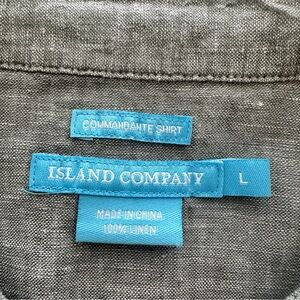 COMMANDANTE SHIRT
ISLAND COMPANY L
MADE IN CHINA
100% LINEN